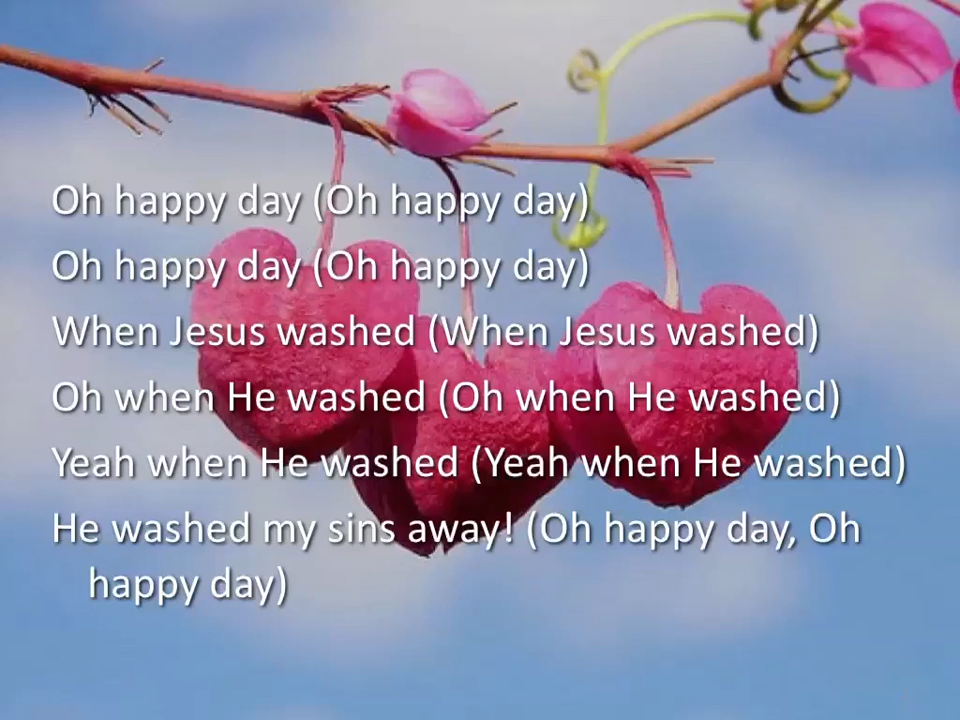 Oh happy day (Oh happy day)
Oh happy day (Oh happy day)
When Jesus washed (When Jesus washed)
Oh when He washed (Oh when He washed)
Yeah when He washed (Yeah when He washed)
He washed my sins away! (Oh happy day, Oh
happy day)